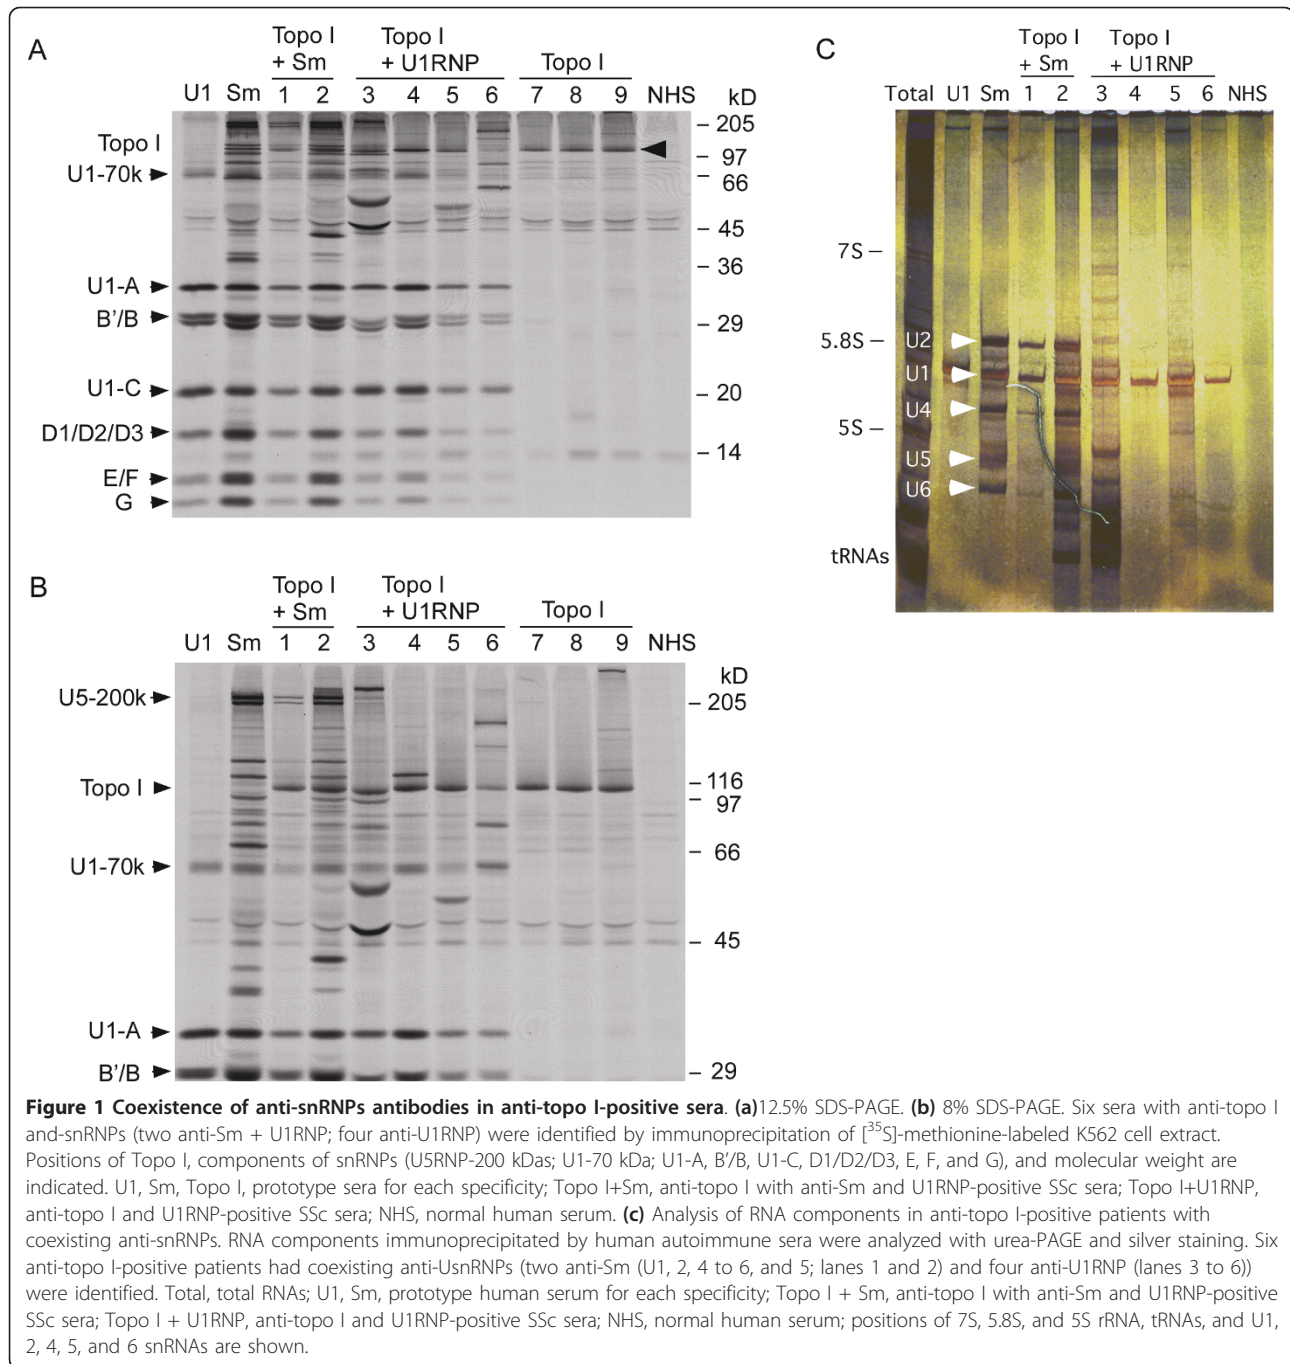 A
Topo I
+ Sm
Topo I
+ U1RNP
Topo I
U1 Sm 1 2 3 4 5 6 7 8 9 NHS
kD
Topo I
U1-70k
U1-A
B'/B
U1-C
D1/D2/D3
E/F
G
205
97
66
45
36
29
20
14
B
Topo I
+ Sm
Topo I
+ U1RNP
Topo I
U1 Sm 1 2 3 4 5 6 7 8 9 NHS
kD
U5-200k
Topo I
U1-70k
U1-A
B'/B
205
116
97
66
45
29
C
Topo I
+ Sm
Topo I
+ U1RNP
Total U1 Sm 1 2 3 4 5 6 NHS
7S
5.8S
5S
tRNAs
U2
U1
U4
U5
U6
Figure 1 Coexistence of anti-snRNPs antibodies in anti-topo I-positive sera. (a)12.5% SDS-PAGE. (b) 8% SDS-PAGE. Six sera with anti-topo I
and-snRNPs (two anti-Sm + U1RNP; four anti-U1RNP) were identified by immunoprecipitation of [35S]-methionine-labeled K562 cell extract.
Positions of Topo I, components of snRNPs (U5RNP-200 kDas; U1-70 kDa; U1-A, B'/B, U1-C, D1/D2/D3, E, F, and G), and molecular weight are
indicated. U1, Sm, Topo I, prototype sera for each specificity; Topo I+Sm, anti-topo I with anti-Sm and U1RNP-positive SSc sera; Topo I+U1RNP,
anti-topo I and U1RNP-positive SSc sera; NHS, normal human serum. (c) Analysis of RNA components in anti-topo I-positive patients with
coexisting anti-snRNPs. RNA components immunoprecipitated by human autoimmune sera were analyzed with urea-PAGE and silver staining. Six
anti-topo I-positive patients had coexisting anti-UsnRNPs (two anti-Sm (U1, 2, 4 to 6, and 5; lanes 1 and 2) and four anti-U1RNP (lanes 3 to 6))
were identified. Total, total RNAs; U1, Sm, prototype human serum for each specificity; Topo I + Sm, anti-topo I with anti-Sm and U1RNP-positive
SSc sera; Topo I + U1RNP, anti-topo I and U1RNP-positive SSc sera; NHS, normal human serum; positions of 7S, 5.8S, and 5S rRNA, tRNAs, and U1,
2, 4, 5, and 6 snRNAs are shown.